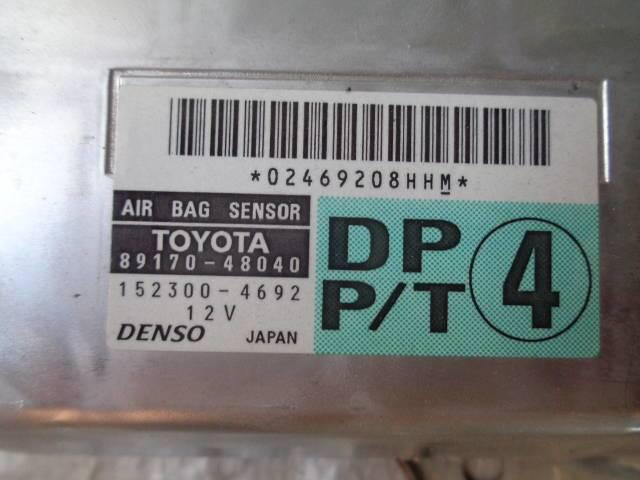 *02469208HHM*
AIR BAG SENSOR
TOYOTA
89170-48040
152300-4692
12V
DENSO JAPAN
DP
P/T
4